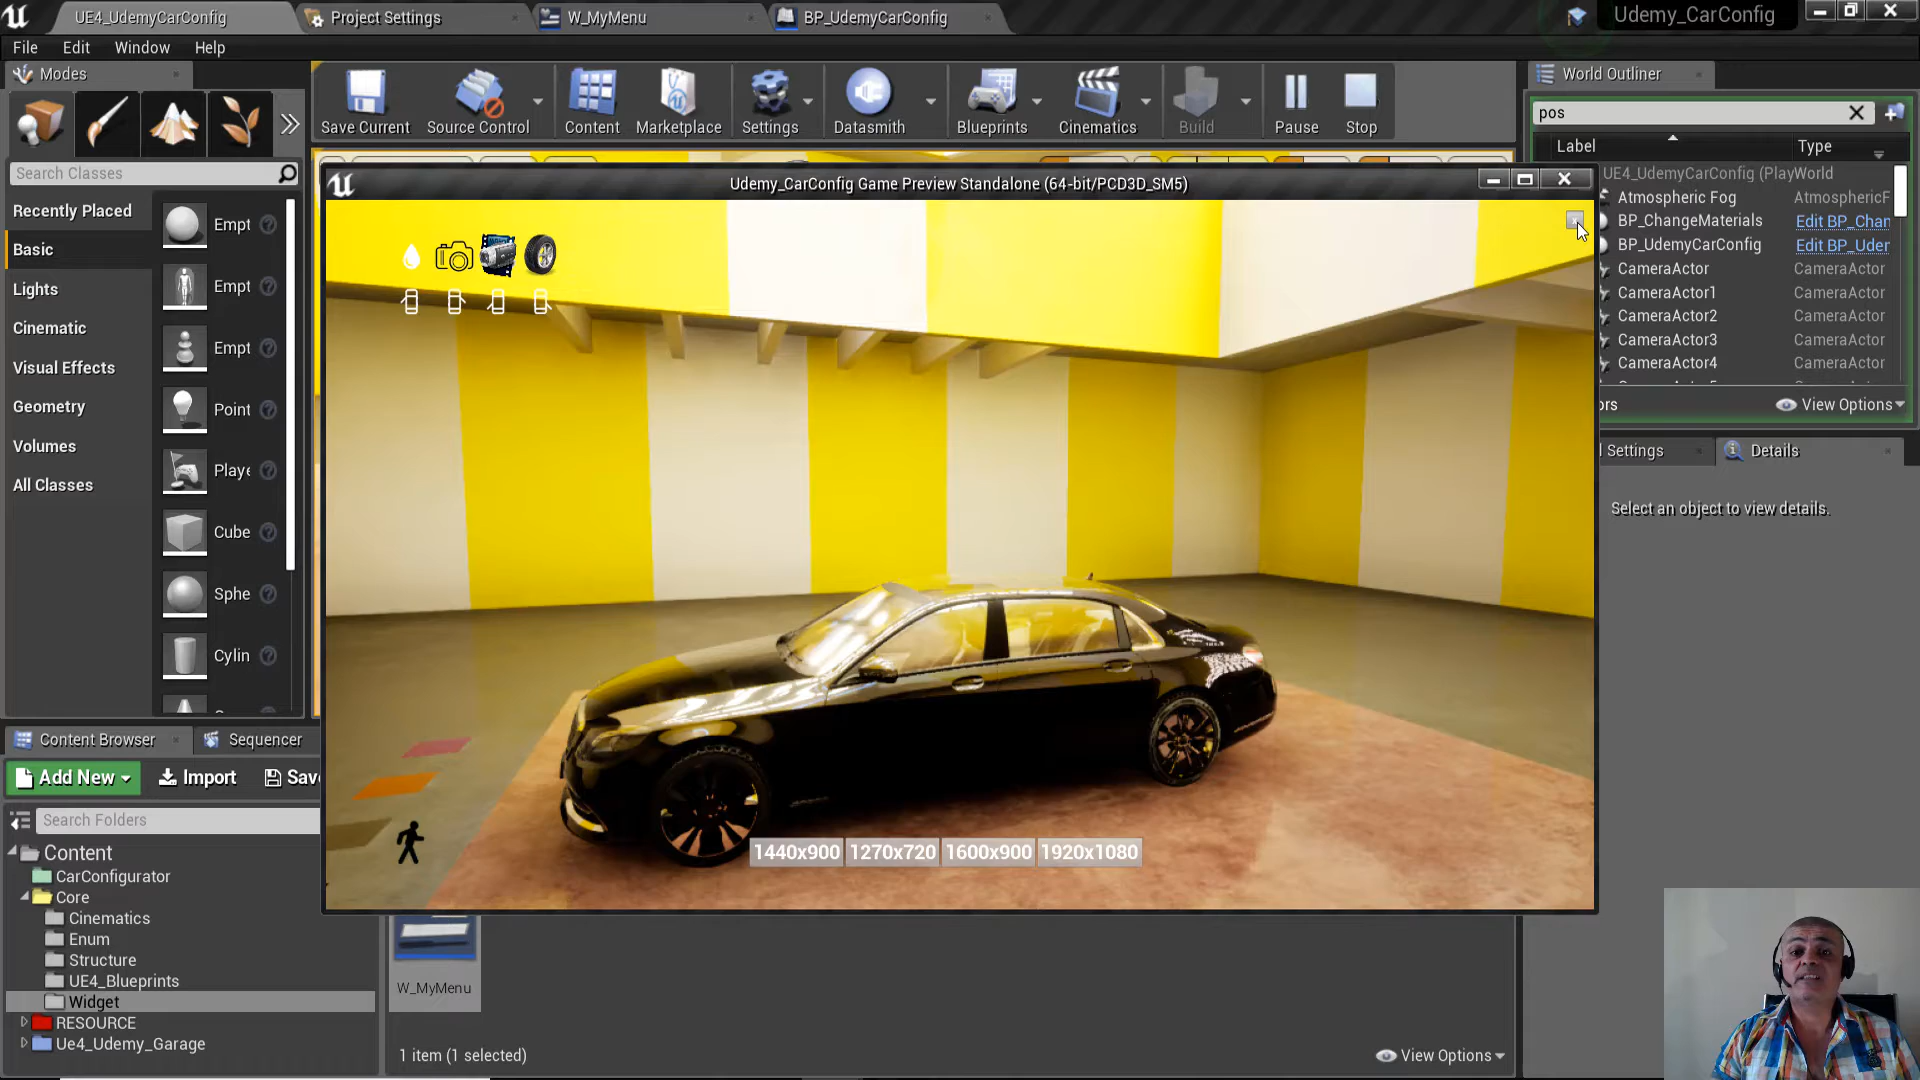 UE4_UdemyCarConfig
Project Settings
W_MyMenu
BP_UdemyCarConfig
Udemy_CarConfig
File Edit Window Help
Modes
World Outliner
Save Current
Source Control
Content
Marketplace
Settings
Datasmith
Blueprints
Cinematics
Build
Pause
Stop
pos
Label Type
Search Classes
Recently Placed
Basic
Lights
Cinematic
Visual Effects
Geometry
Volumes
All Classes
Empt
Empt
Empt
Point
Playe
Cube
Sphe
Cylin
Udemy_CarConfig Game Preview Standalone (64-bit/PCD3D_SM5)
1440x900 1270x720 1600x900 1920x1080
UE4_UdemyCarConfig (PlayWorld
Atmospheric Fog AtmosphericF
BP_ChangeMaterials Edit BP_Chan
BP_UdemyCarConfig Edit BP_Uden
CameraActor CameraActor
CameraActor1 CameraActor
CameraActor2 CameraActor
CameraActor3 CameraActor
CameraActor4 CameraActor
ors View Options
Settings Details
Select an object to view details.
Content Browser Sequencer
Add New Import Save
Search Folders
Content
CarConfigurator
Core
Cinematics
Enum
Structure
UE4_Blueprints
Widget
RESOURCE
Ue4_Udemy_Garage
W_MyMenu
1 item (1 selected) View Options